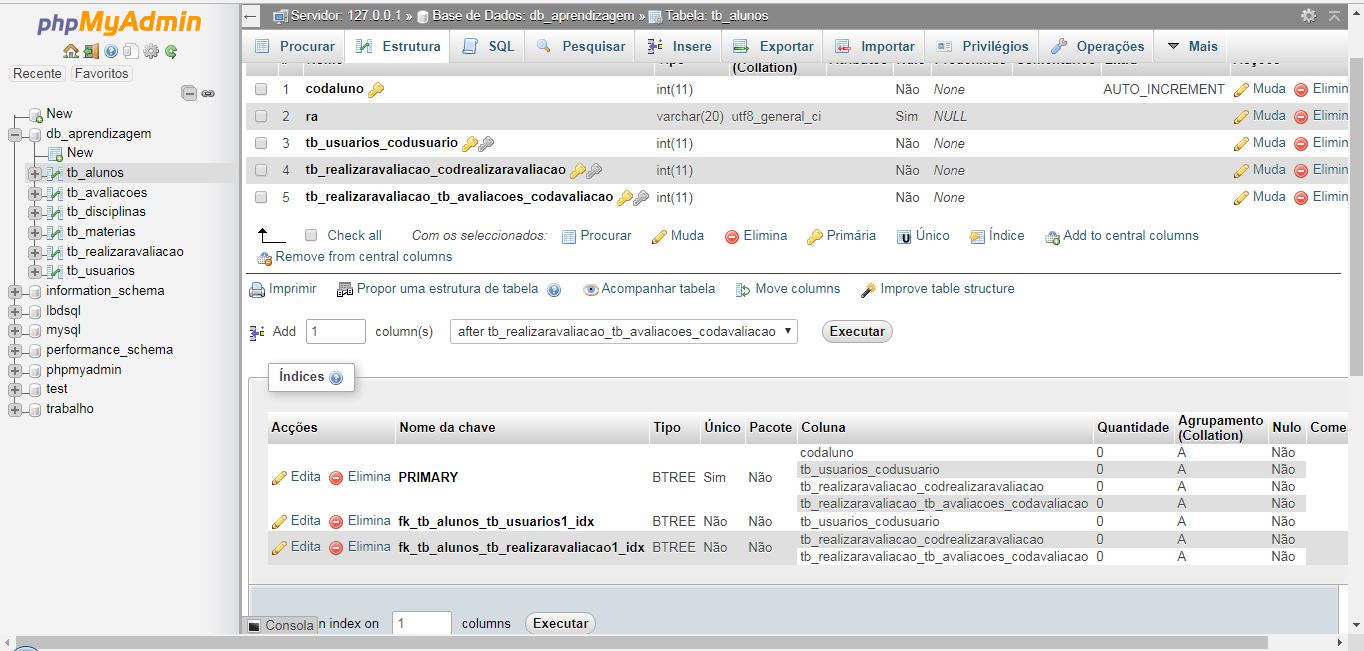 phpMyAdmin
Recente Favoritos
New
db_aprendizagem
New
tb_alunos
tb_avaliacoes
tb_disciplinas
tb_materias
tb_realizaravaliacao
tb_usuarios
information_schema
lbdsql
mysql
performance_schema
phpmyadmin
test
trabalho
Servidor: 127.0.0.1 » Base de Dados: db_aprendizagem » Tabela: tb_alunos
Procurar Estrutura SQL Pesquisar Insere Exportar Importar Privilégios Operações Mais
(Collation)
1 codaluno int(11) Não None AUTO_INCREMENT Muda Elimin
2 ra varchar(20) utf8_general_ci Sim NULL Muda Elimin
3 tb_usuarios_codusuario int(11) Não None Muda Elimin
4 tb_realizaravaliacao_codrealizaravaliacao int(11) Não None Muda Elimin
5 tb_realizaravaliacao_tb_avaliacoes_codavaliacao int(11) Não None Muda Elimin
Check all Com os seleccionados: Procurar Muda Elimina Primária Único Índice Add to central columns
Remove from central columns
Imprimir Propor uma estrutura de tabela Acompanhar tabela Move columns Improve table structure
Add 1 column(s) after tb_realizaravaliacao_tb_avaliacoes_codavaliacao Executar
Índices
Acções Nome da chave Tipo Único Pacote Coluna Quantidade Agrupamento (Collation) Nulo Come
codaluno 0 A Não
tb_usuarios_codusuario 0 A Não
Edita Elimina PRIMARY BTREE Sim Não
tb_realizaravaliacao_codrealizaravaliacao 0 A Não
tb_realizaravaliacao_tb_avaliacoes_codavaliacao 0 A Não
Edita Elimina fk_tb_alunos_tb_usuarios1_idx BTREE Não Não tb_usuarios_codusuario 0 A Não
Edita Elimina fk_tb_alunos_tb_realizaravaliacao1_idx BTREE Não Não tb_realizaravaliacao_codrealizaravaliacao 0 A Não
tb_realizaravaliacao_tb_avaliacoes_codavaliacao 0 A Não
Consola n index on 1 columns Executar